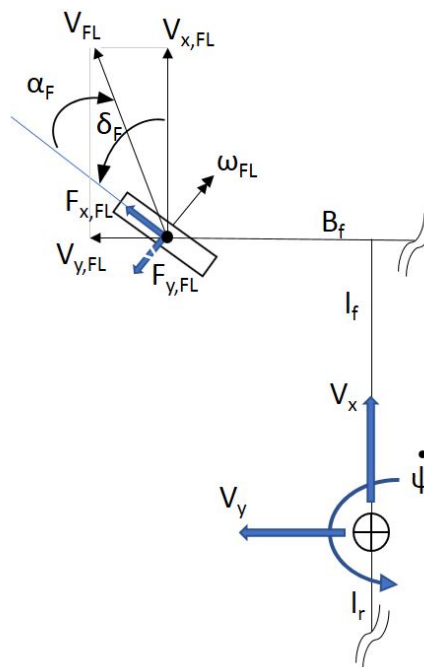 V_FL V_x,FL
α_F
δ_F
ω_FL
F_x,FL
B_f
V_y,FL F_y,FL
l_f
V_x
ψ̇
V_y
l_r